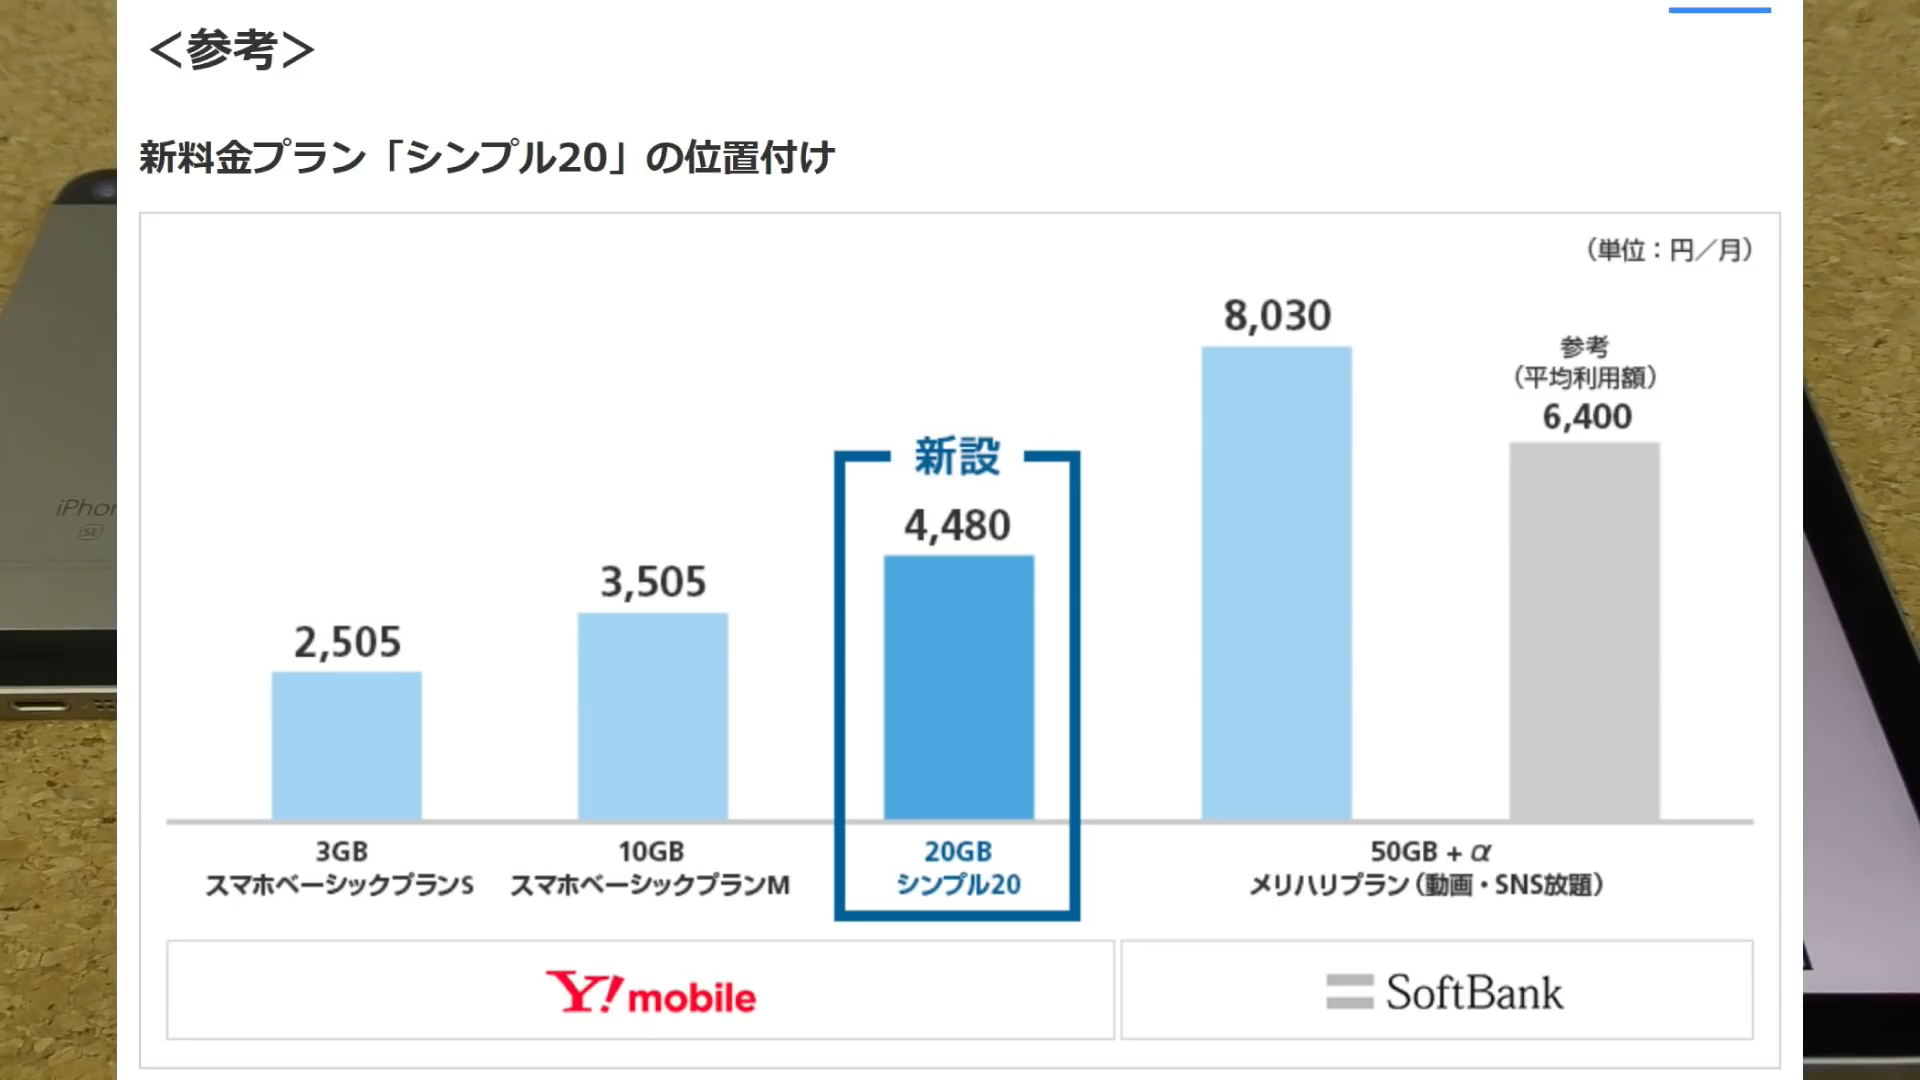 ＜参考＞
新料金プラン「シンプル20」の位置付け
（単位：円／月）
2,505
3,505
新設
4,480
8,030
参考
（平均利用額）
6,400
3GB
スマホベーシックプランS
10GB
スマホベーシックプランM
20GB
シンプル20
50GB + α
メリハリプラン（動画・SNS放題）
Y!mobile
SoftBank
iPhon
SE